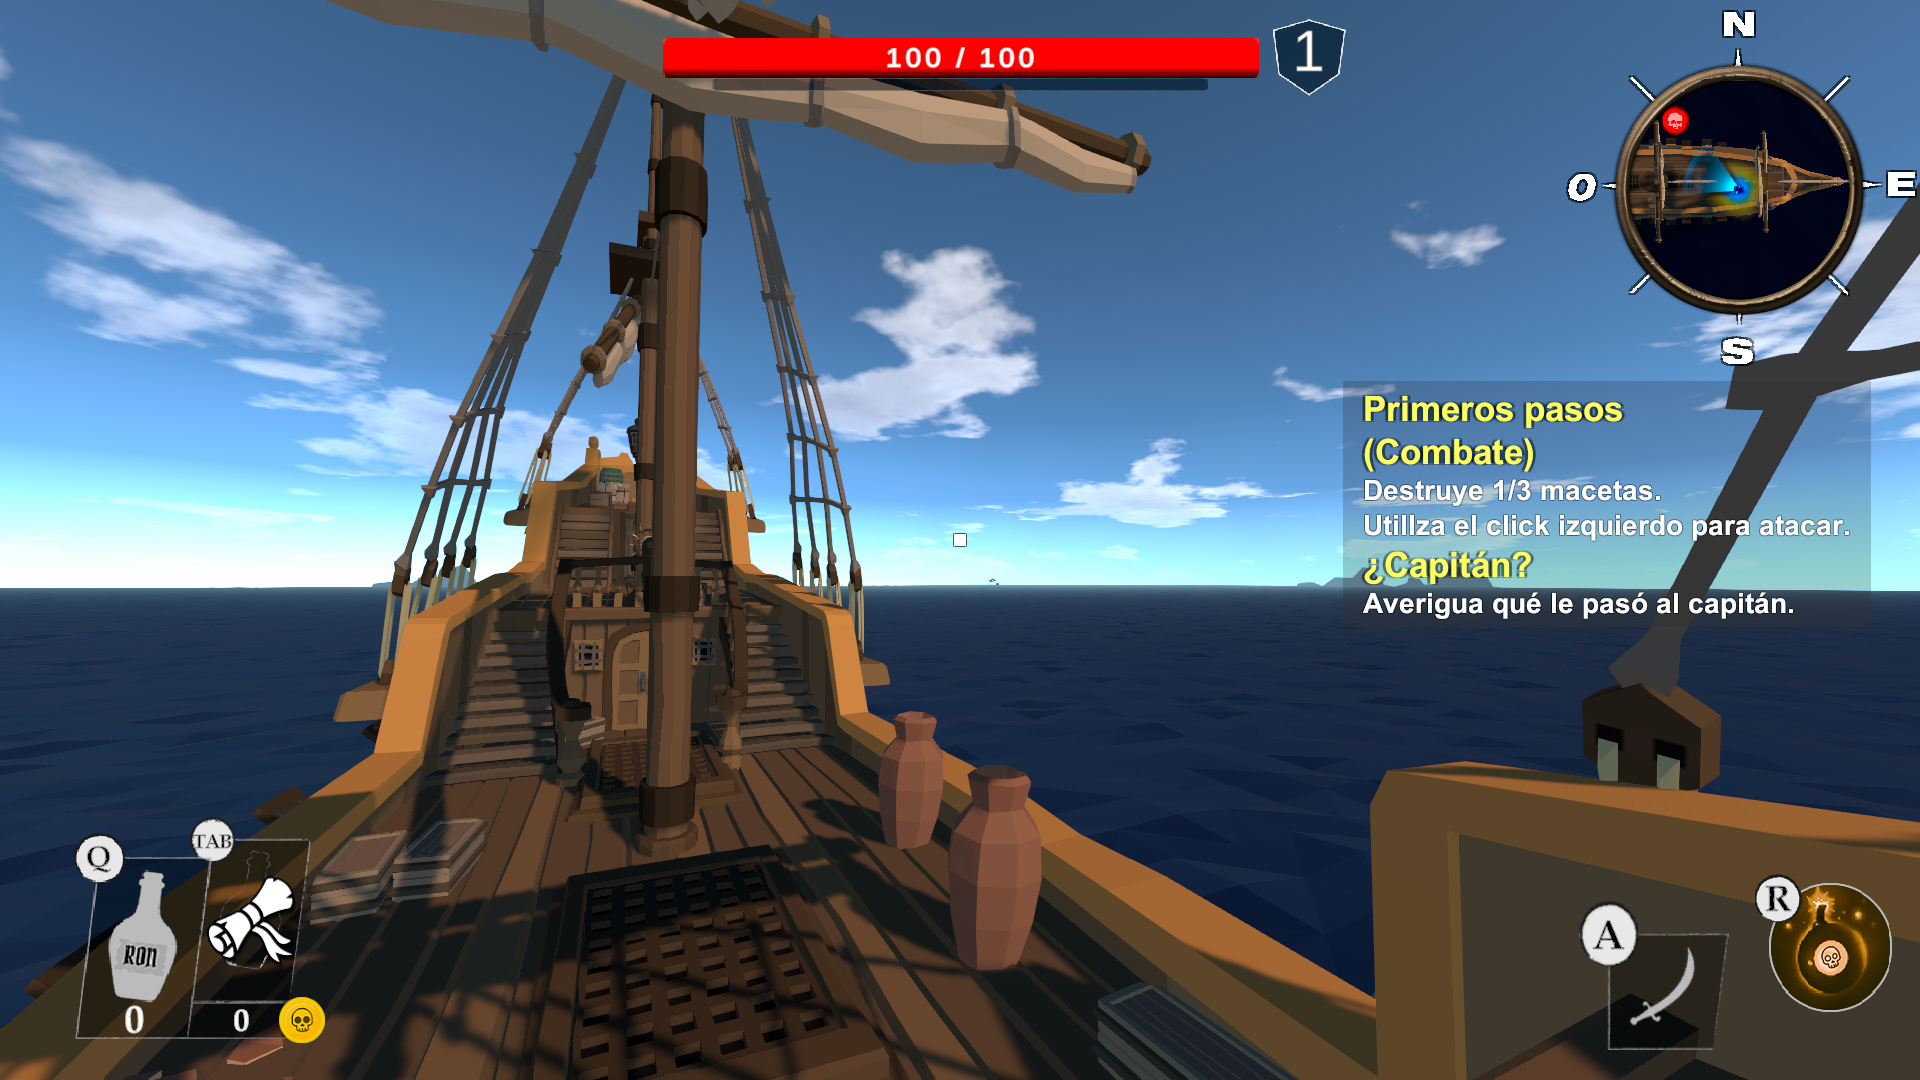 100 / 100
1
N
O
E
S
Primeros pasos
(Combate)
Destruye 1/3 macetas.
Utillza el click izquierdo para atacar.
¿Capitán?
Averigua qué le pasó al capitán.
Q
TAB
RON
0
0
A
R